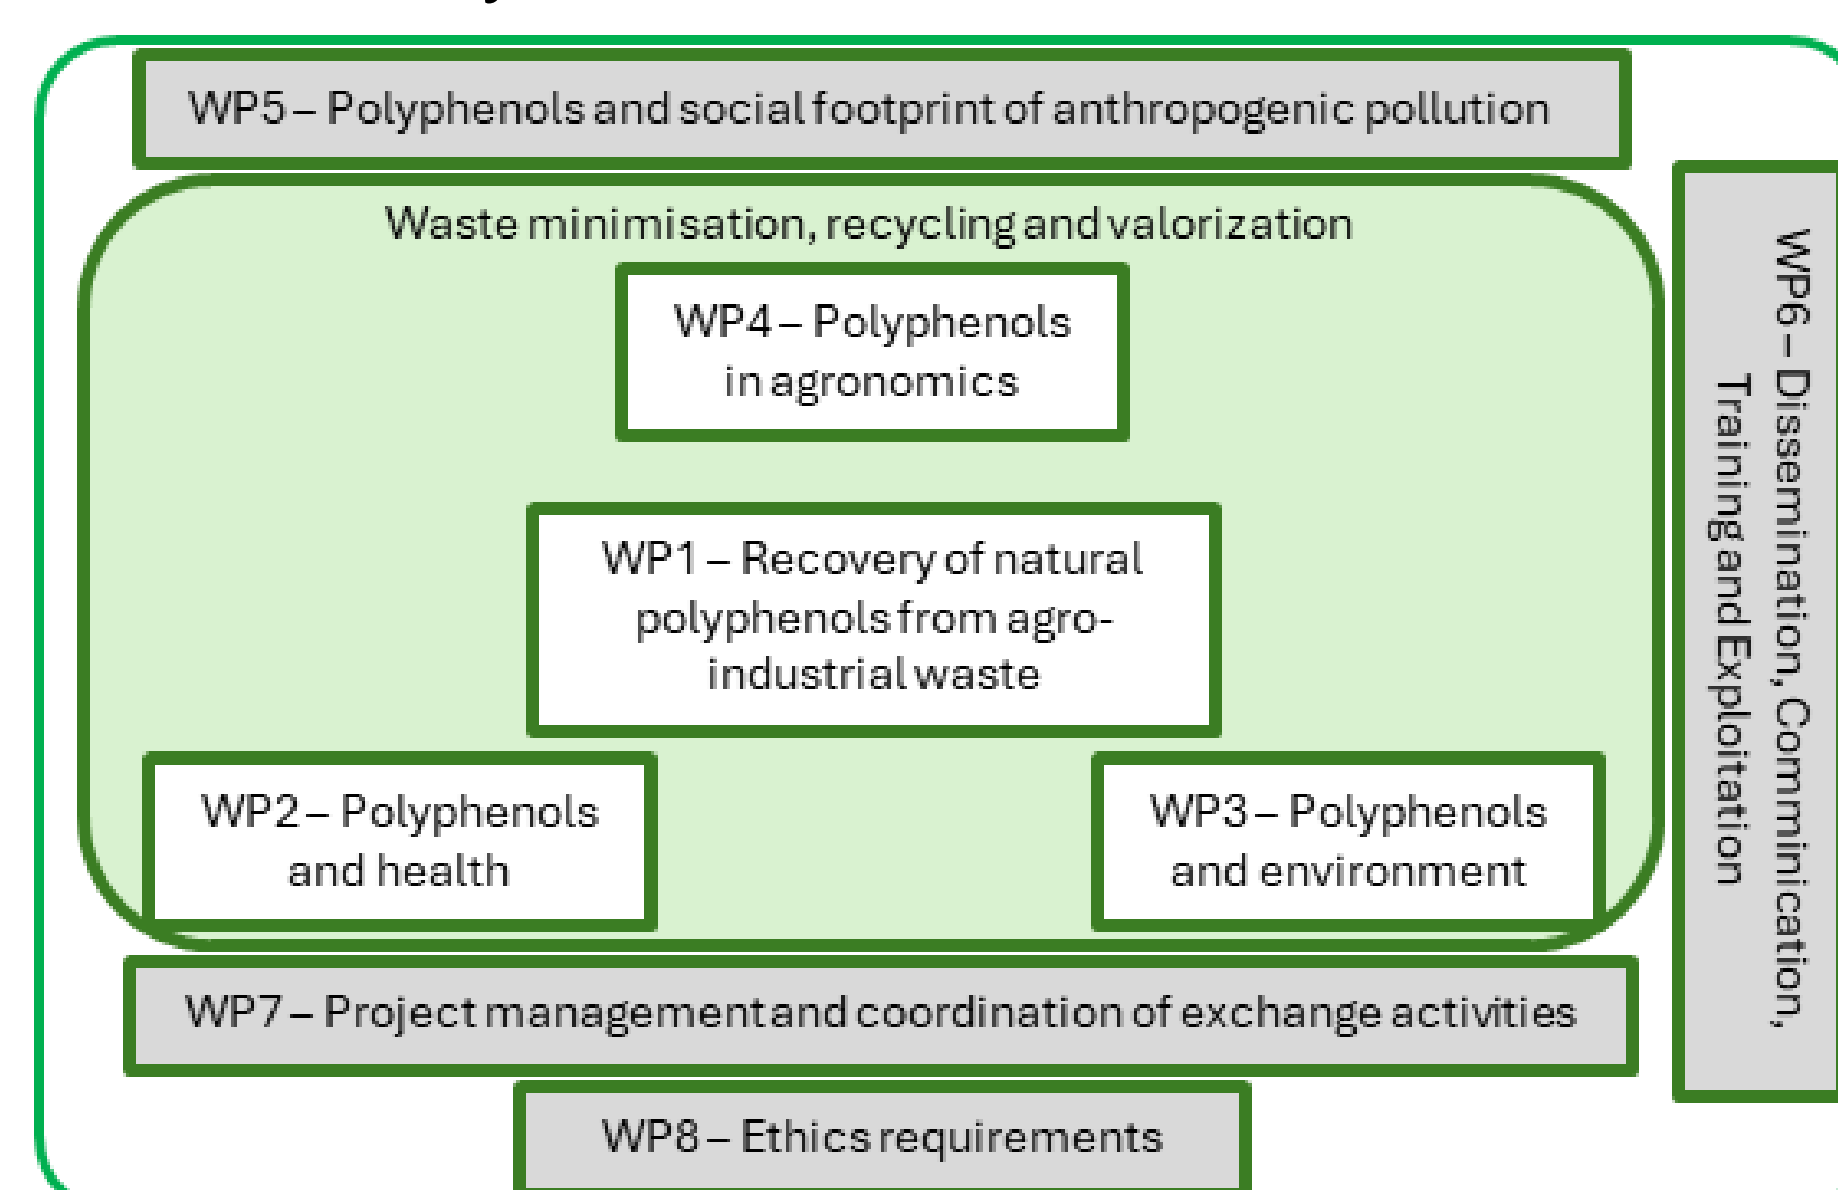 WP5 – Polyphenols and social footprint of anthropogenic pollution
Waste minimisation, recycling and valorization
WP4 – Polyphenols
in agronomics
WP1 – Recovery of natural
polyphenols from agro-
industrial waste
WP2 – Polyphenols
and health
WP3 – Polyphenols
and environment
WP6 – Dissemination, Comminication,
Training and Exploitation
WP7 – Project management and coordination of exchange activities
WP8 – Ethics requirements